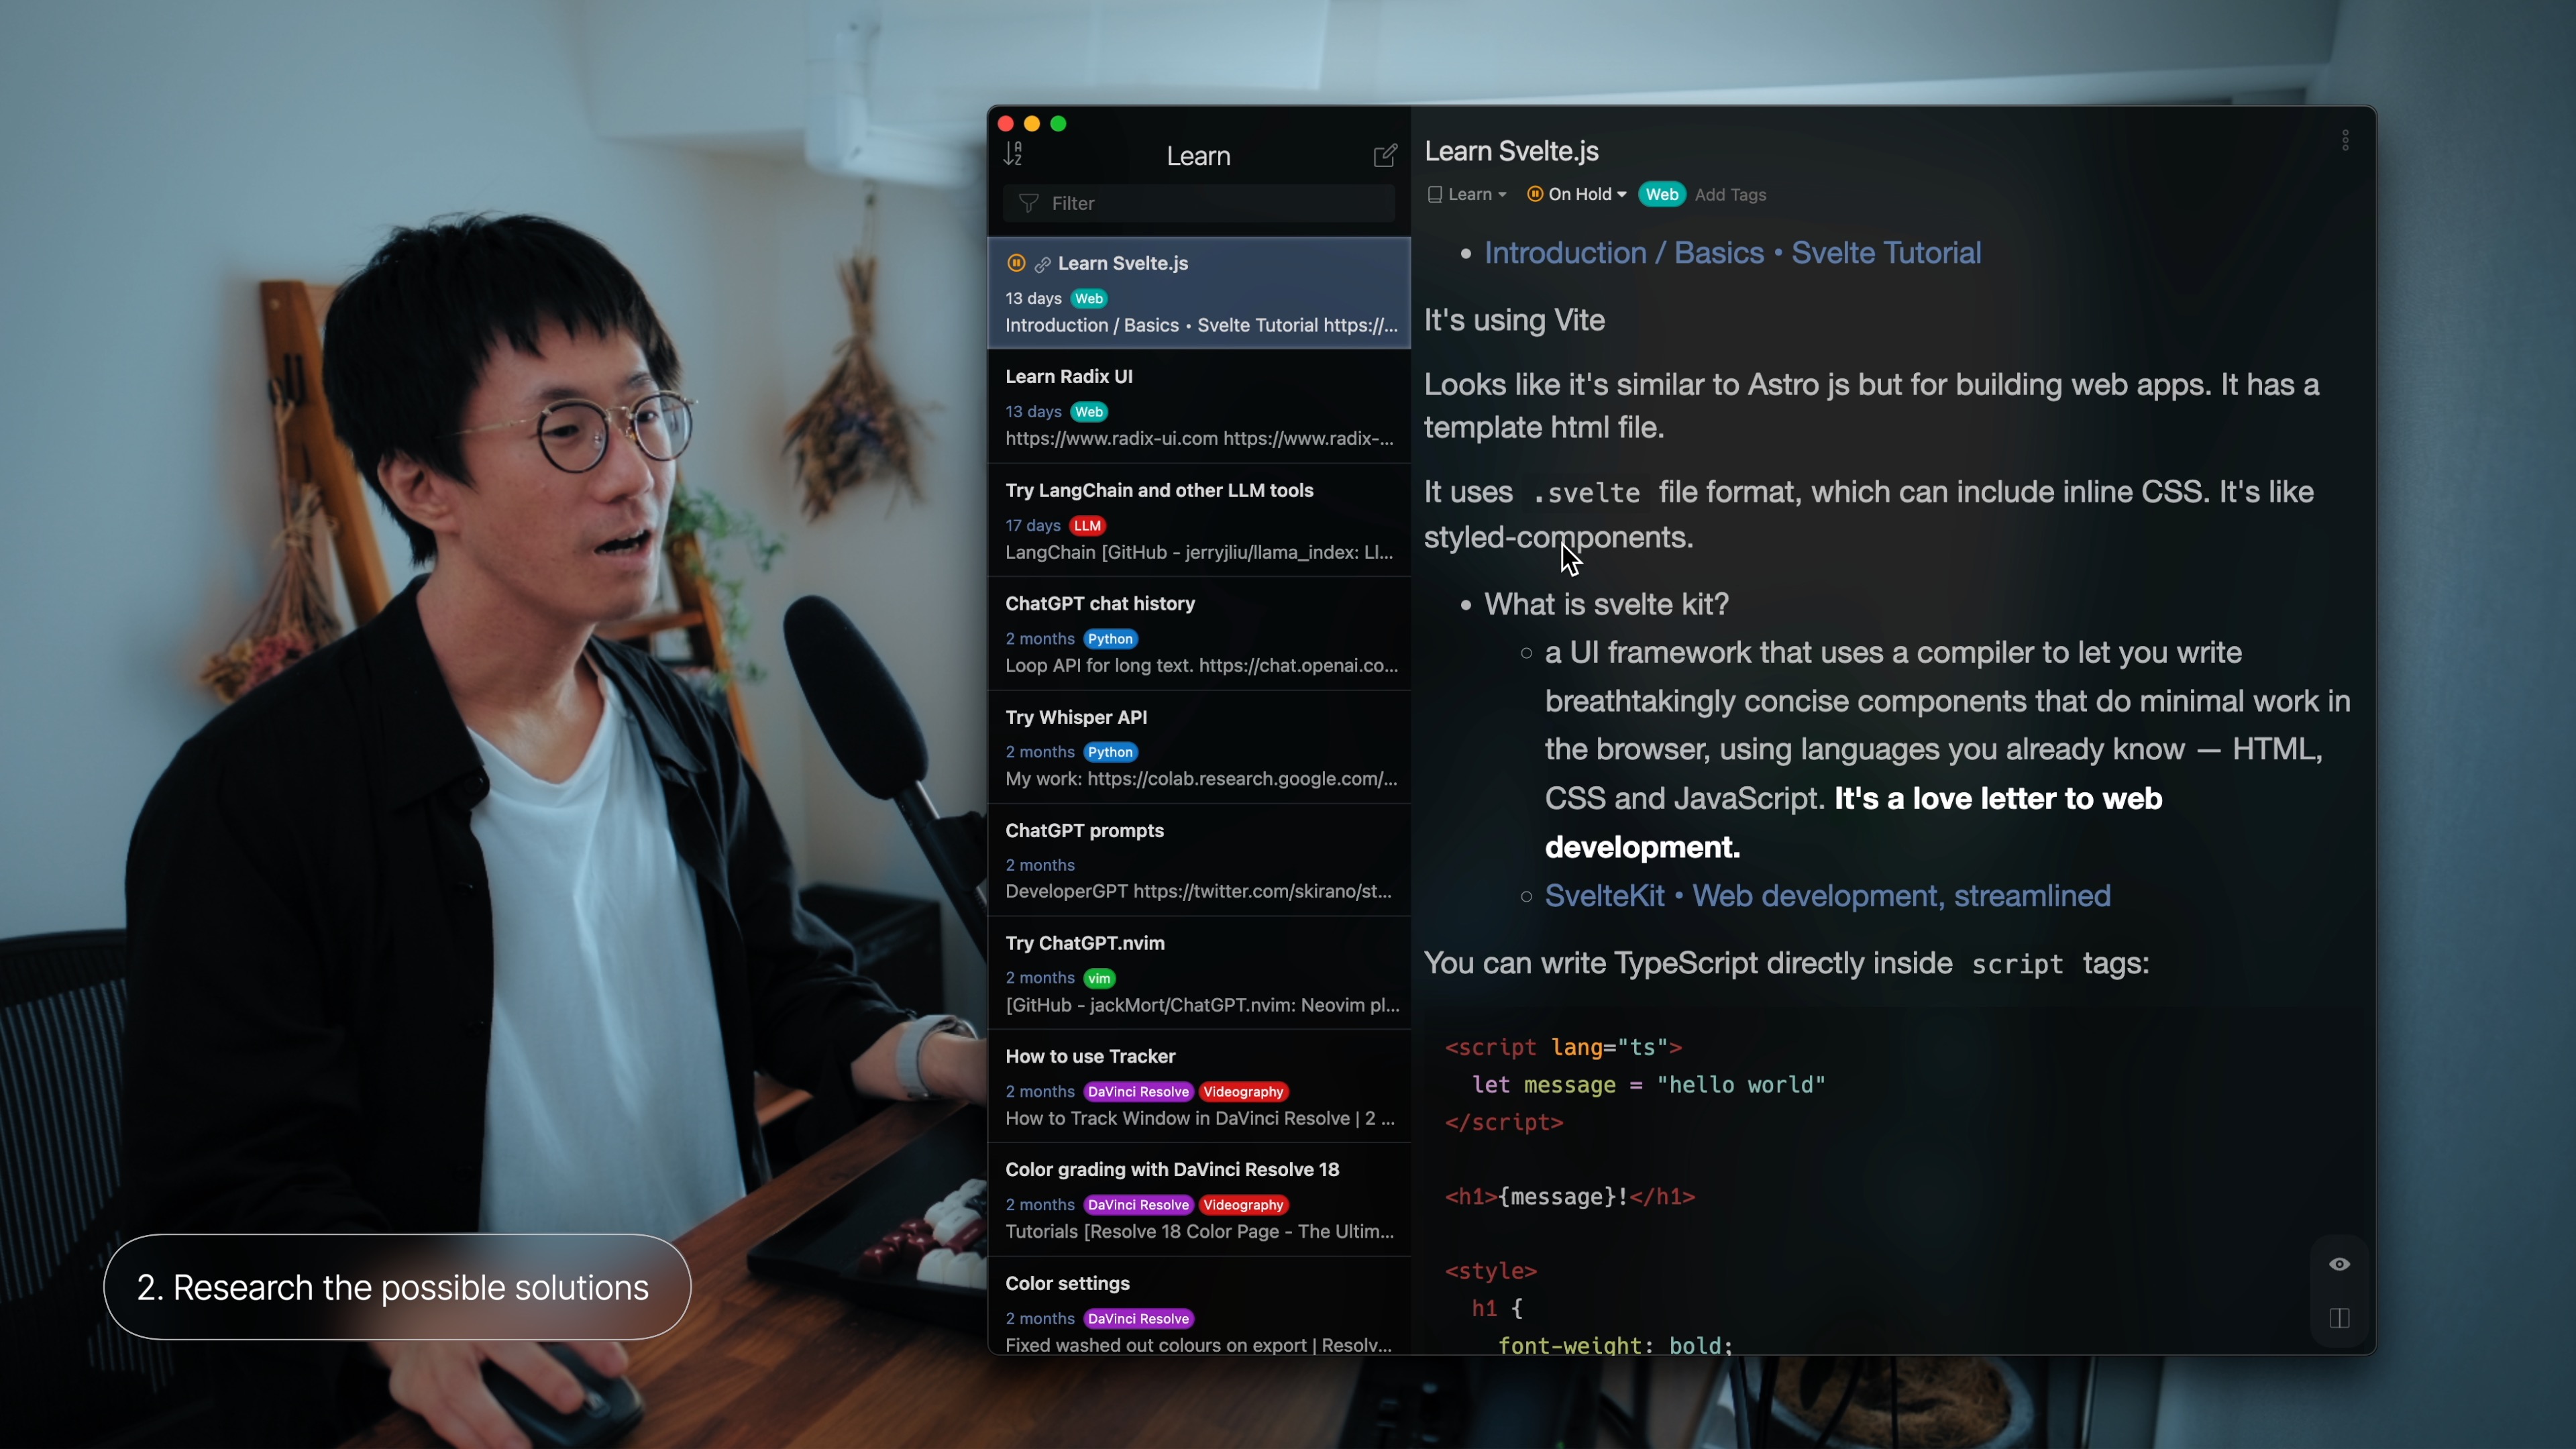 Learn
Filter
Learn Svelte.js
13 days Web
Introduction / Basics • Svelte Tutorial https://...
Learn Radix UI
13 days Web
https://www.radix-ui.com https://www.radix-...
Try LangChain and other LLM tools
17 days LLM
LangChain [GitHub - jerryjliu/llama_index: Ll...
ChatGPT chat history
2 months Python
Loop API for long text. https://chat.openai.co...
Try Whisper API
2 months Python
My work: https://colab.research.google.com/...
ChatGPT prompts
2 months
DeveloperGPT https://twitter.com/skirano/st...
Try ChatGPT.nvim
2 months vim
[GitHub - jackMort/ChatGPT.nvim: Neovim pl...
How to use Tracker
2 months DaVinci Resolve Videography
How to Track Window in DaVinci Resolve | 2 ...
Color grading with DaVinci Resolve 18
2 months DaVinci Resolve Videography
Tutorials [Resolve 18 Color Page - The Ultim...
Color settings
2 months DaVinci Resolve
Fixed washed out colours on export | Resolv...
Learn Svelte.js
Learn On Hold Web Add Tags
• Introduction / Basics • Svelte Tutorial
It's using Vite
Looks like it's similar to Astro js but for building web apps. It has a
template html file.
It uses .svelte file format, which can include inline CSS. It's like
styled-components.
• What is svelte kit?
◦ a UI framework that uses a compiler to let you write
breathtakingly concise components that do minimal work in
the browser, using languages you already know — HTML,
CSS and JavaScript. It's a love letter to web
development.
◦ SvelteKit • Web development, streamlined
You can write TypeScript directly inside script tags:
<script lang="ts">
let message = "hello world"
</script>
<h1>{message}!</h1>
<style>
h1 {
font-weight: bold;
2. Research the possible solutions